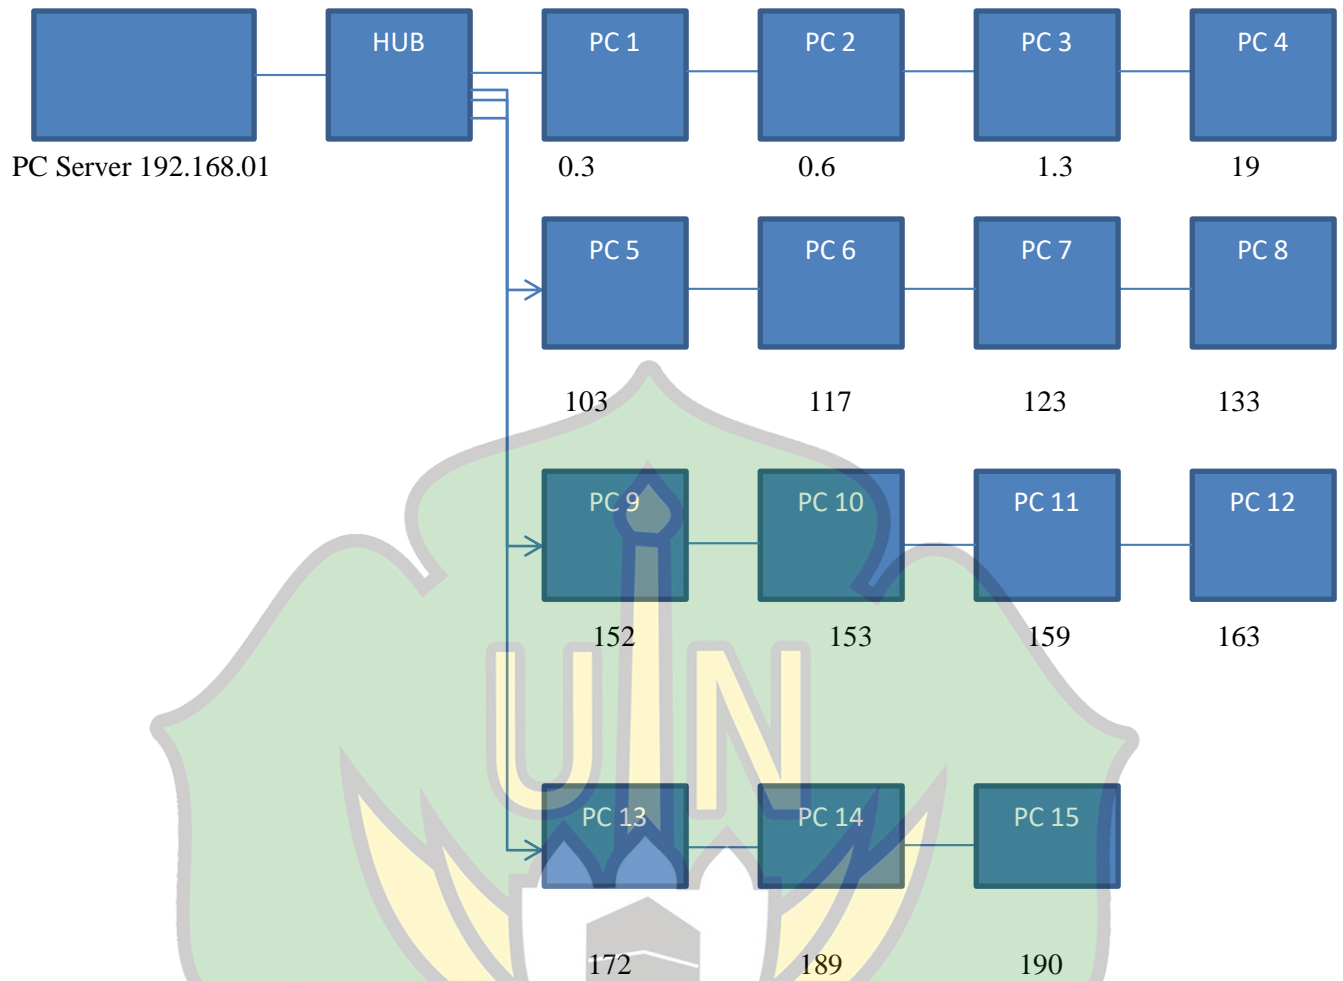 HUB PC 1 PC 2 PC 3 PC 4
PC Server 192.168.01 0.3 0.6 1.3 19
PC 5 PC 6 PC 7 PC 8
103 117 123 133
PC 9 PC 10 PC 11 PC 12
152 153 159 163
UIN
PC 13 PC 14 PC 15
172 189 190